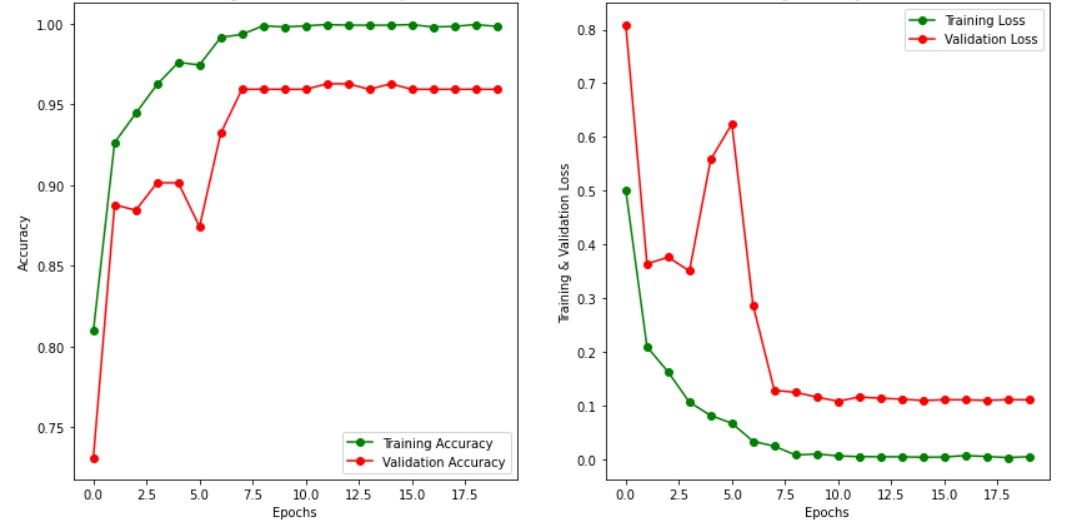 1.00
0.95
0.90
0.85
0.80
0.75
Accuracy
0.0 2.5 5.0 7.5 10.0 12.5 15.0 17.5
Epochs
Training Accuracy
Validation Accuracy
0.8
0.7
0.6
0.5
0.4
0.3
0.2
0.1
0.0
Training & Validation Loss
0.0 2.5 5.0 7.5 10.0 12.5 15.0 17.5
Epochs
Training Loss
Validation Loss